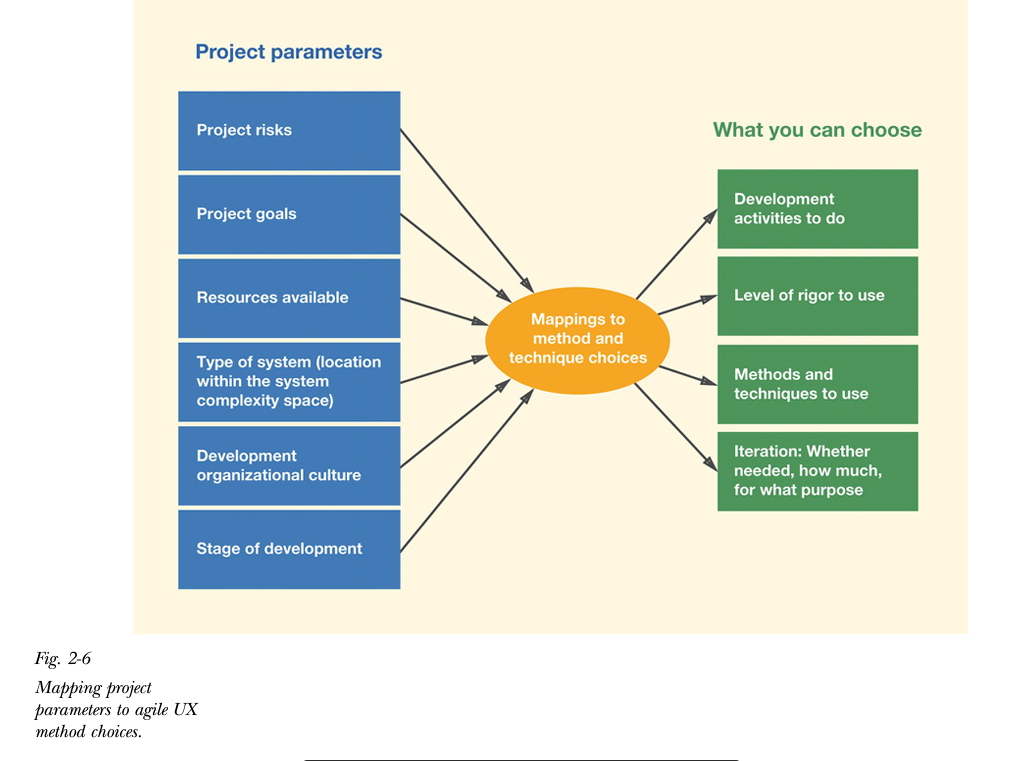 Project parameters
Project risks
Project goals
Resources available
Type of system (location
within the system
complexity space)
Development
organizational culture
Stage of development
Mappings to
method and
technique choices
What you can choose
Development
activities to do
Level of rigor to use
Methods and
techniques to use
Iteration: Whether
needed, how much,
for what purpose
Fig. 2-6
Mapping project
parameters to agile UX
method choices.